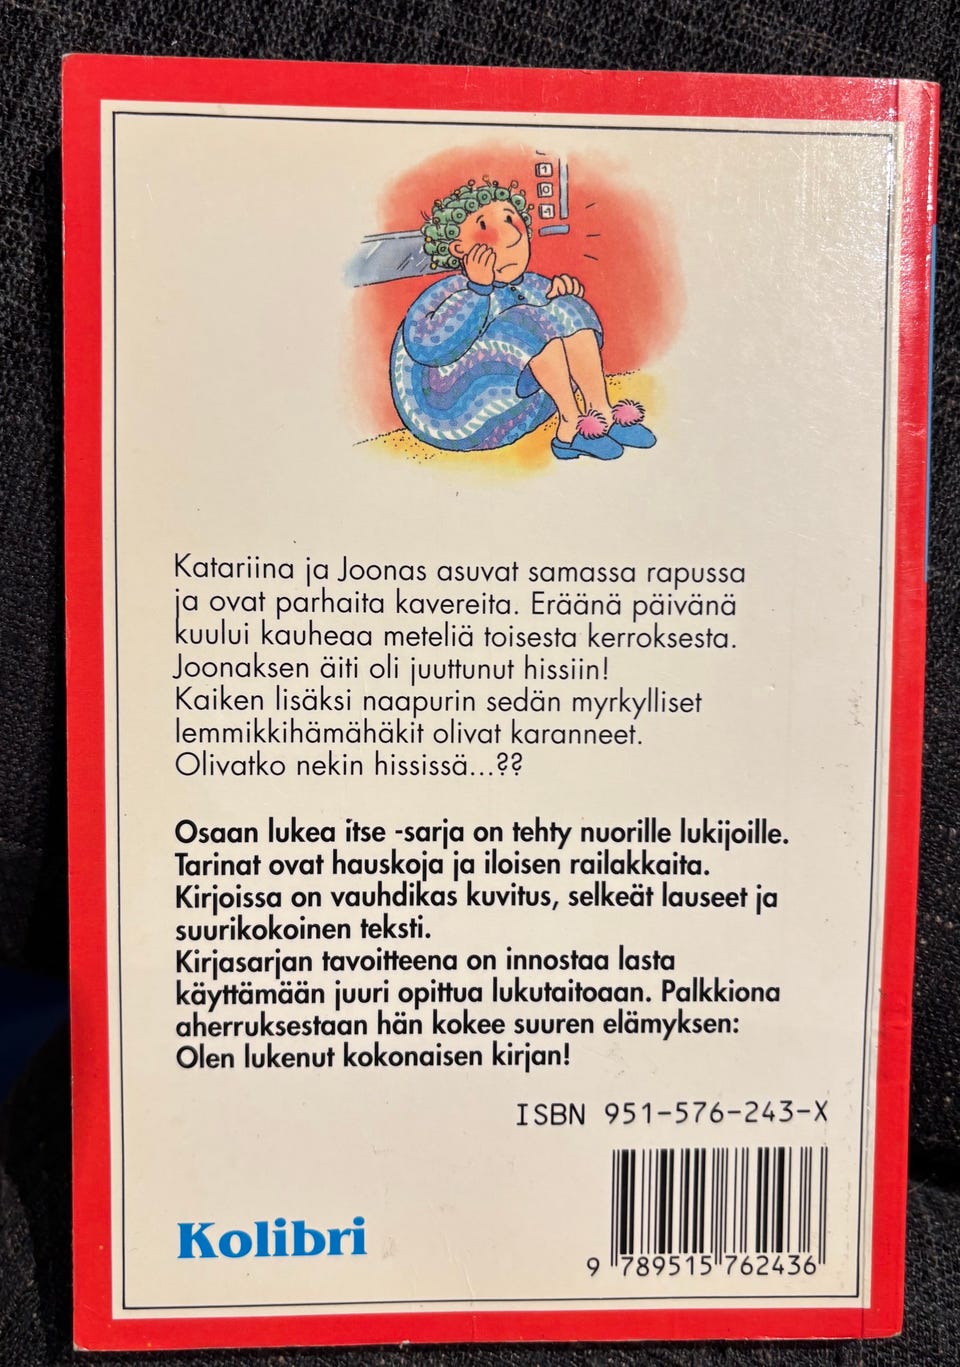 1
0
-1
Katariina ja Joonas asuvat samassa rapussa
ja ovat parhaita kavereita. Eräänä päivänä
kuului kauheaa meteliä toisesta kerroksesta.
Joonaksen äiti oli juuttunut hissiin!
Kaiken lisäksi naapurin sedän myrkylliset
lemmikkihämähäkit olivat karanneet.
Olivatko nekin hississä...??
Osaan lukea itse -sarja on tehty nuorille lukijoille.
Tarinat ovat hauskoja ja iloisen railakkaita.
Kirjoissa on vauhdikas kuvitus, selkeät lauseet ja
suurikokoinen teksti.
Kirjasarjan tavoitteena on innostaa lasta
käyttämään juuri opittua lukutaitoaan. Palkkiona
aherruksestaan hän kokee suuren elämyksen:
Olen lukenut kokonaisen kirjan!
ISBN 951-576-243-X
Kolibri
9 789515 762436